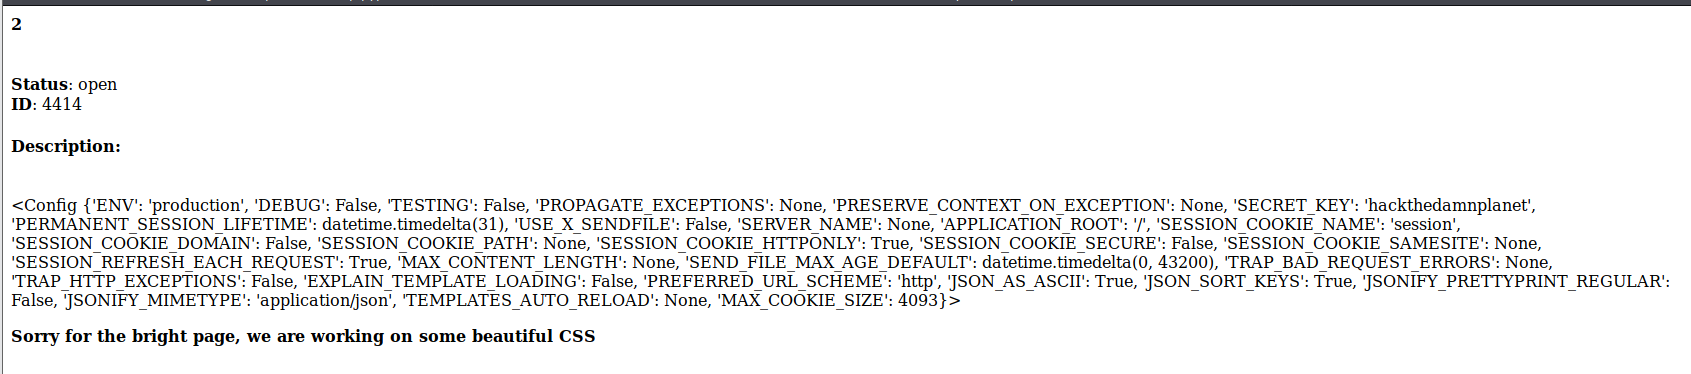 2
Status: open
ID: 4414
Description:
<Config {'ENV': 'production', 'DEBUG': False, 'TESTING': False, 'PROPAGATE_EXCEPTIONS': None, 'PRESERVE_CONTEXT_ON_EXCEPTION': None, 'SECRET_KEY': 'hackthedamnplanet',
'PERMANENT_SESSION_LIFETIME': datetime.timedelta(31), 'USE_X_SENDFILE': False, 'SERVER_NAME': None, 'APPLICATION_ROOT': '/', 'SESSION_COOKIE_NAME': 'session',
'SESSION_COOKIE_DOMAIN': False, 'SESSION_COOKIE_PATH': None, 'SESSION_COOKIE_HTTPONLY': True, 'SESSION_COOKIE_SECURE': False, 'SESSION_COOKIE_SAMESITE': None,
'SESSION_REFRESH_EACH_REQUEST': True, 'MAX_CONTENT_LENGTH': None, 'SEND_FILE_MAX_AGE_DEFAULT': datetime.timedelta(0, 43200), 'TRAP_BAD_REQUEST_ERRORS': None,
'TRAP_HTTP_EXCEPTIONS': False, 'EXPLAIN_TEMPLATE_LOADING': False, 'PREFERRED_URL_SCHEME': 'http', 'JSON_AS_ASCII': True, 'JSON_SORT_KEYS': True, 'JSONIFY_PRETTYPRINT_REGULAR':
False, 'JSONIFY_MIMETYPE': 'application/json', 'TEMPLATES_AUTO_RELOAD': None, 'MAX_COOKIE_SIZE': 4093}>
Sorry for the bright page, we are working on some beautiful CSS